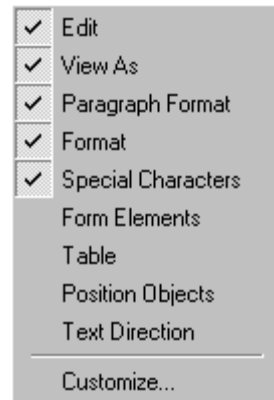 Edit
View As
Paragraph Format
Format
Special Characters
Form Elements
Table
Position Objects
Text Direction
Customize...